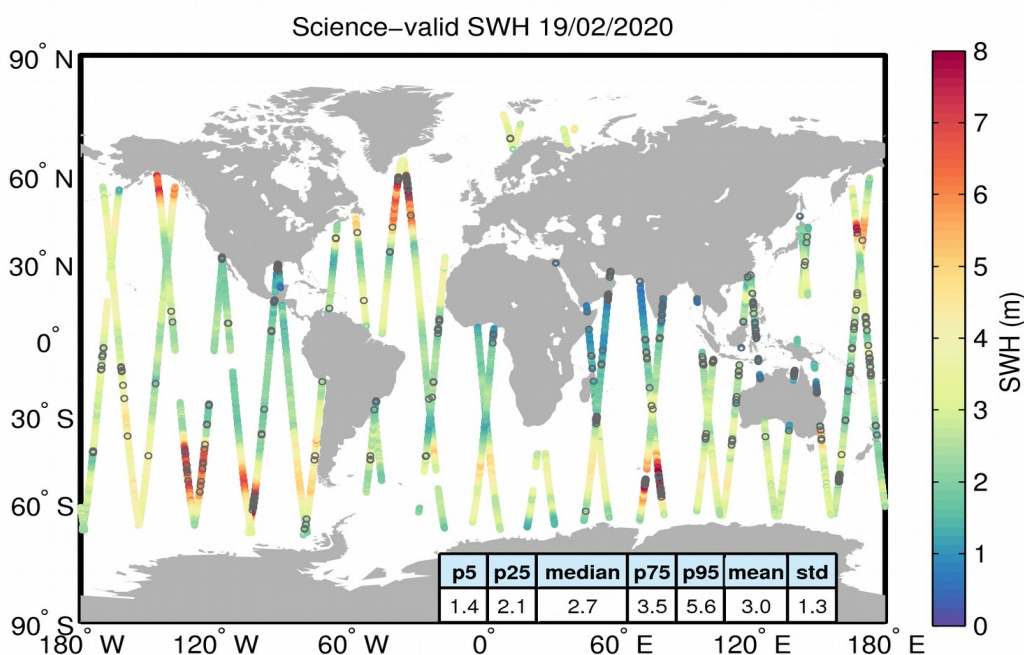 Science−valid SWH 19/02/2020
90° N
60° N
30° N
0°
30° S
60° S
90° S
180° W
120° W
60° W
0°
60° E
120° E
180° E
p5 p25 median p75 p95 mean std
1.4 2.1 2.7 3.5 5.6 3.0 1.3
8
7
6
5
4
3
2
1
0
SWH (m)